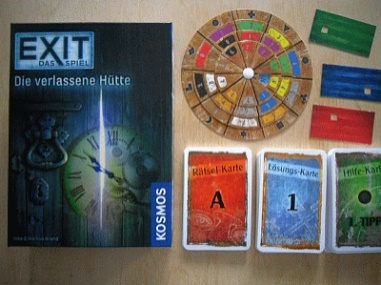 EXIT
DAS SPIEL
Die verlassene Hütte
KOSMOS
Rätsel-Karte
A
Lösungs-Karte
1
Hilfe-Karte
1. TIPP